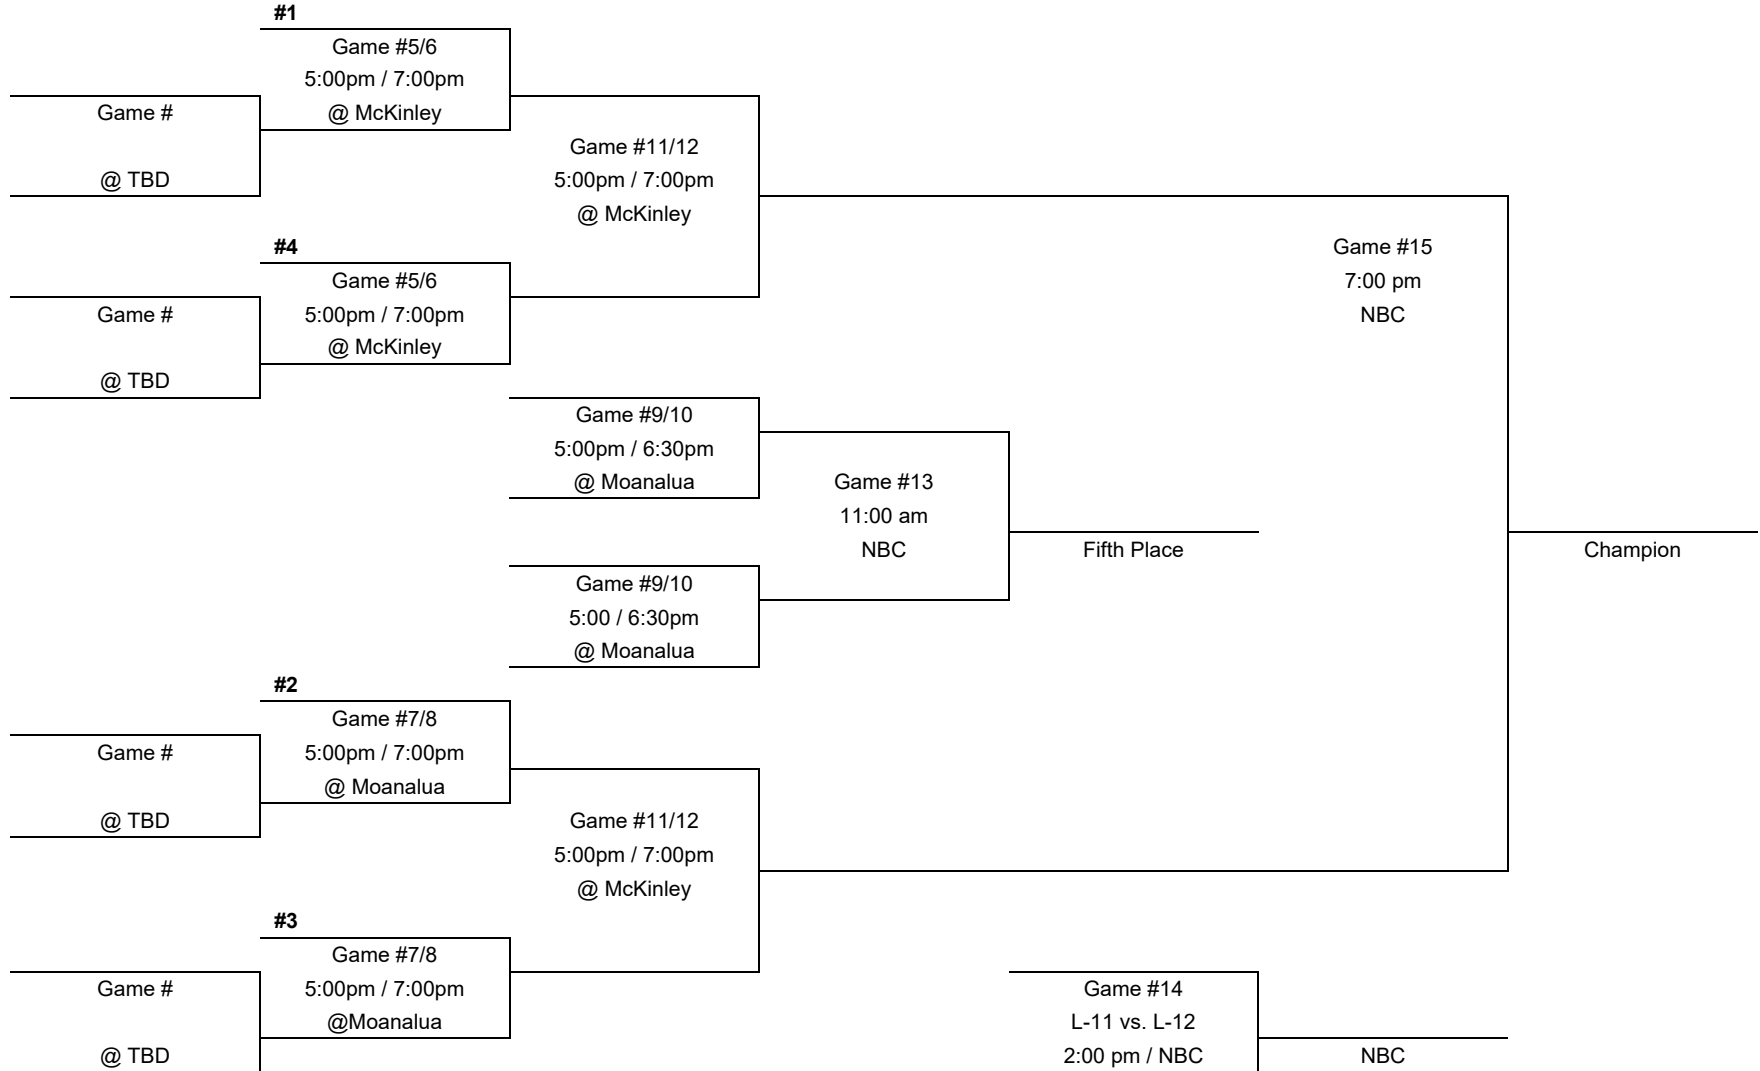 #1
Game #5/6
5:00pm / 7:00pm
@ McKinley
Game #
@ TBD
Game #11/12
5:00pm / 7:00pm
@ McKinley
#4
Game #5/6
5:00pm / 7:00pm
@ McKinley
Game #
@ TBD
Game #15
7:00 pm
NBC
Game #9/10
5:00pm / 6:30pm
@ Moanalua
Game #13
11:00 am
NBC
Fifth Place
Champion
Game #9/10
5:00 / 6:30pm
@ Moanalua
#2
Game #7/8
5:00pm / 7:00pm
@ Moanalua
Game #
@ TBD
Game #11/12
5:00pm / 7:00pm
@ McKinley
#3
Game #7/8
5:00pm / 7:00pm
@Moanalua
Game #
@ TBD
Game #14
L-11 vs. L-12
2:00 pm / NBC
NBC